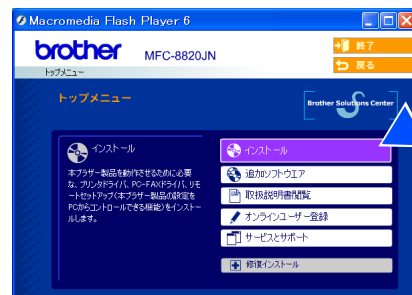 Macromedia Flash Player 6
brother
MFC-8820JN
終了
戻る
トップメニュー
トップメニュー
Brother Solutions Center
インストール
本ブラザー製品を動作させるために必要
な、プリンタドライバ、PC-FAXドライバ、リモ
ートセットアップ(本ブラザー製品の設定を
PCからコントロールできる機能)をインストー
ルします。
インストール
追加ソフトウエア
取扱説明書閲覧
オンラインユーザー登録
サービスとサポート
修復インストール